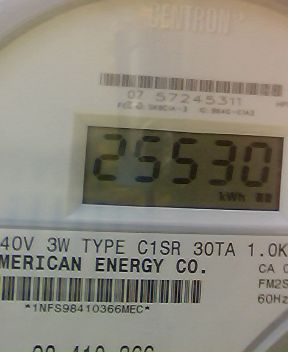 CENTRON
07 57245311
25530
kWh
40V 3W TYPE C1SR 30TA 1.0K
MERICAN ENERGY CO.
CA 0
FM2S
60Hz
*1NFS98410366MEC*